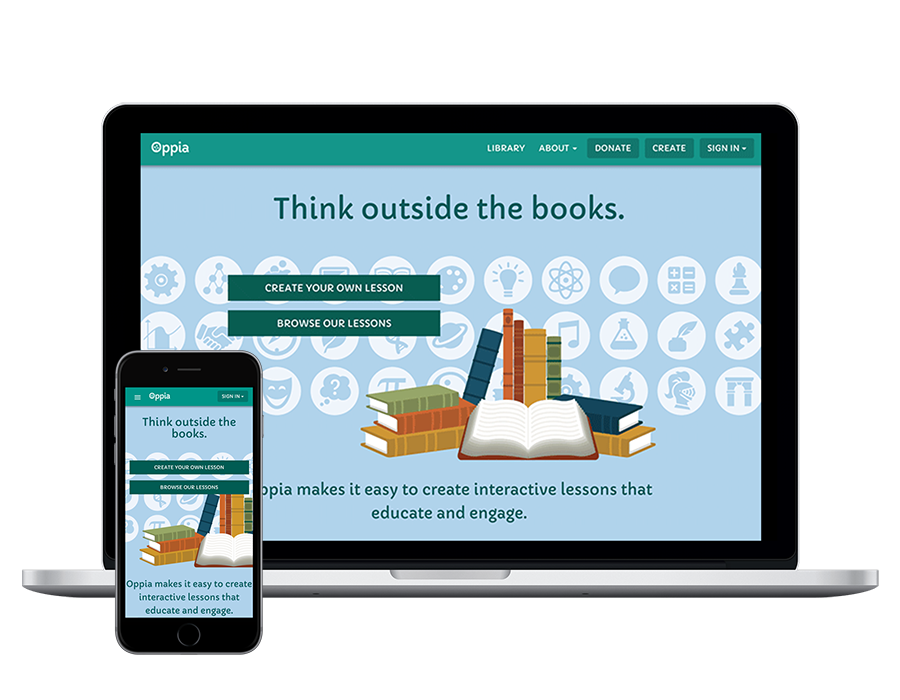 Oppia
LIBRARY ABOUT DONATE CREATE SIGN IN
Think outside the books.
CREATE YOUR OWN LESSON
BROWSE OUR LESSONS
ppia makes it easy to create interactive lessons that
educate and engage.
Oppia SIGN IN
Think outside the
books.
CREATE YOUR OWN LESSON
BROWSE OUR LESSONS
Oppia makes it easy to create
interactive lessons that
educate and engage.